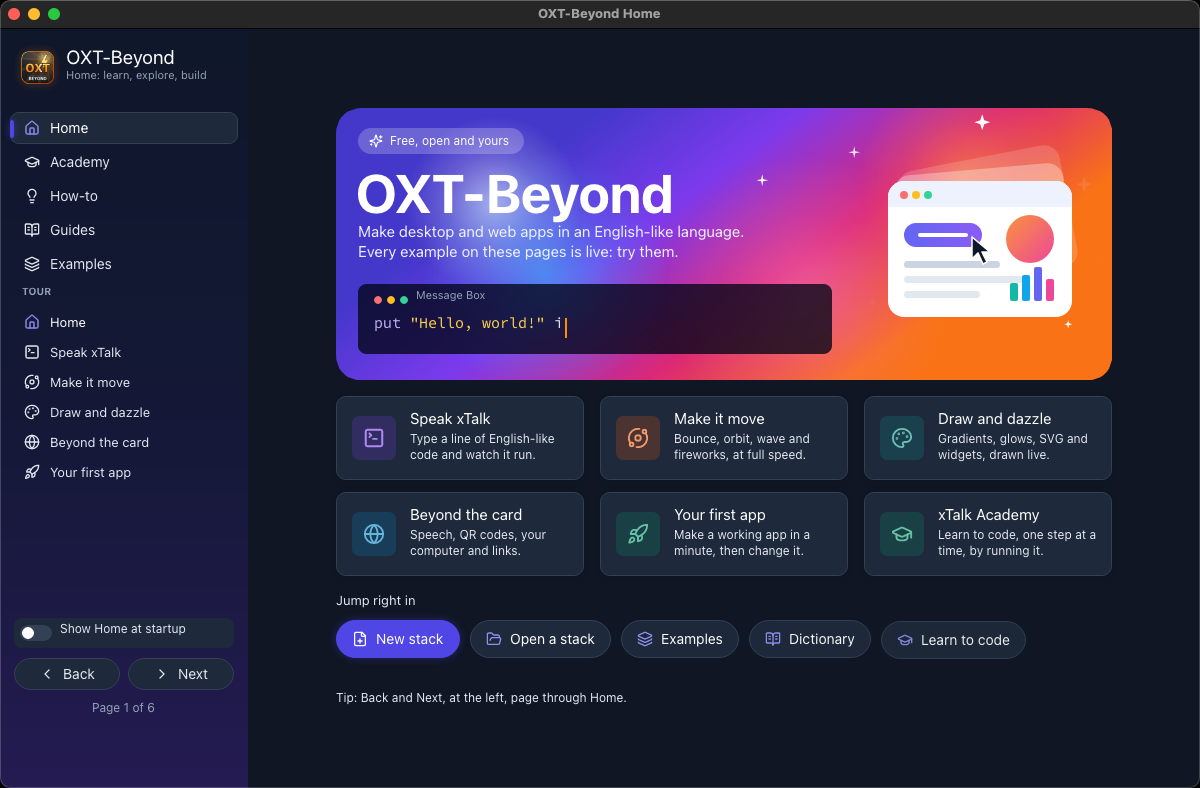 OXT-Beyond Home
OXT
BEYOND
OXT-Beyond
Home: learn, explore, build
Home
Academy
How-to
Guides
Examples
TOUR
Home
Speak xTalk
Make it move
Draw and dazzle
Beyond the card
Your first app
Show Home at startup
Back
Next
Page 1 of 6
Free, open and yours
OXT-Beyond
Make desktop and web apps in an English-like language.
Every example on these pages is live: try them.
Message Box
put "Hello, world!" i
Speak xTalk
Type a line of English-like
code and watch it run.
Make it move
Bounce, orbit, wave and
fireworks, at full speed.
Draw and dazzle
Gradients, glows, SVG and
widgets, drawn live.
Beyond the card
Speech, QR codes, your
computer and links.
Your first app
Make a working app in a
minute, then change it.
xTalk Academy
Learn to code, one step at a
time, by running it.
Jump right in
New stack
Open a stack
Examples
Dictionary
Learn to code
Tip: Back and Next, at the left, page through Home.